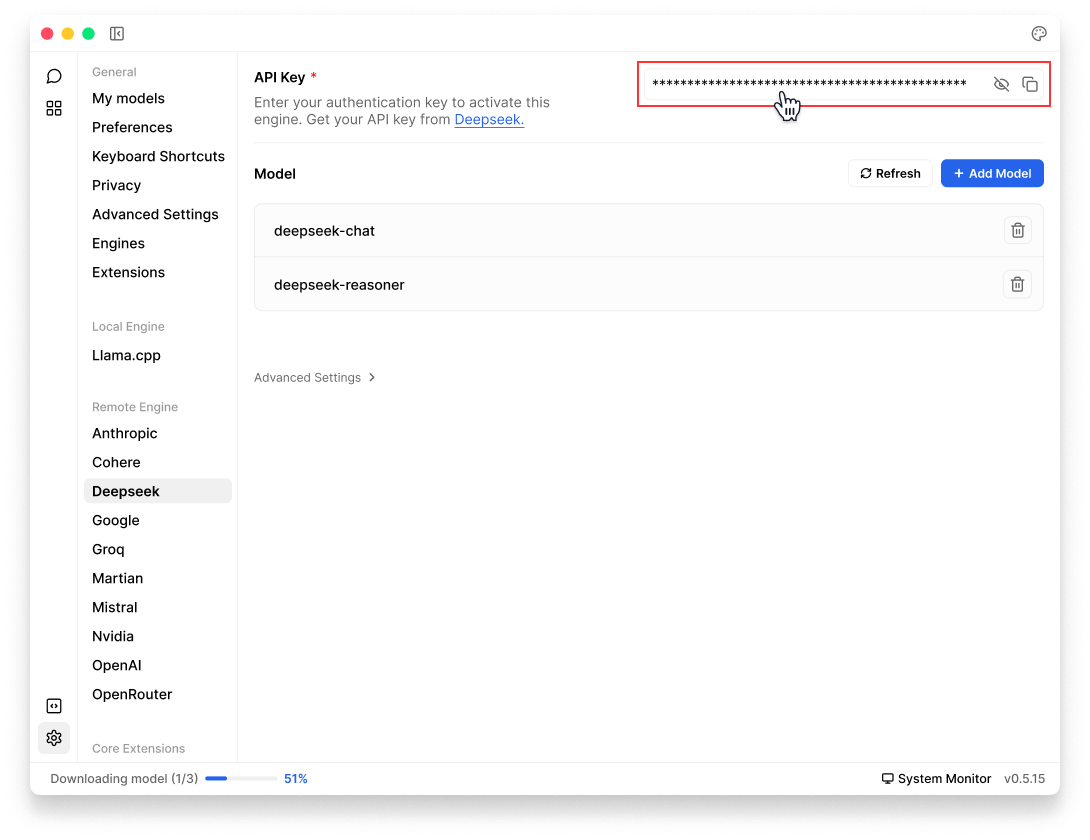 General
My models
Preferences
Keyboard Shortcuts
Privacy
Advanced Settings
Engines
Extensions
Local Engine
Llama.cpp
Remote Engine
Anthropic
Cohere
Deepseek
Google
Groq
Martian
Mistral
Nvidia
OpenAI
OpenRouter
Core Extensions
API Key *
Enter your authentication key to activate this
engine. Get your API key from Deepseek.
*********************************************
Model
Refresh
+ Add Model
deepseek-chat
deepseek-reasoner
Advanced Settings
Downloading model (1/3) 51%
System Monitor v0.5.15